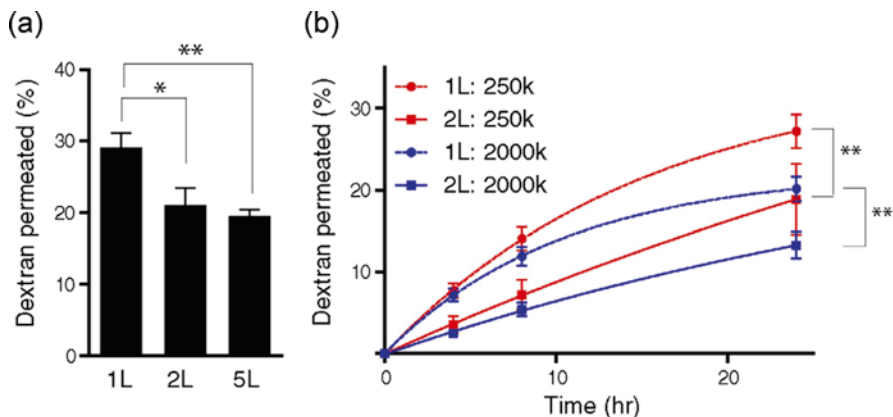 (a)
Dextran permeated (%)
40
30
20
10
0
*
**
1L
2L
5L
(b)
Dextran permeated (%)
30
20
10
1L: 250k
2L: 250k
1L: 2000k
2L: 2000k
**
**
0
10
20
Time (hr)